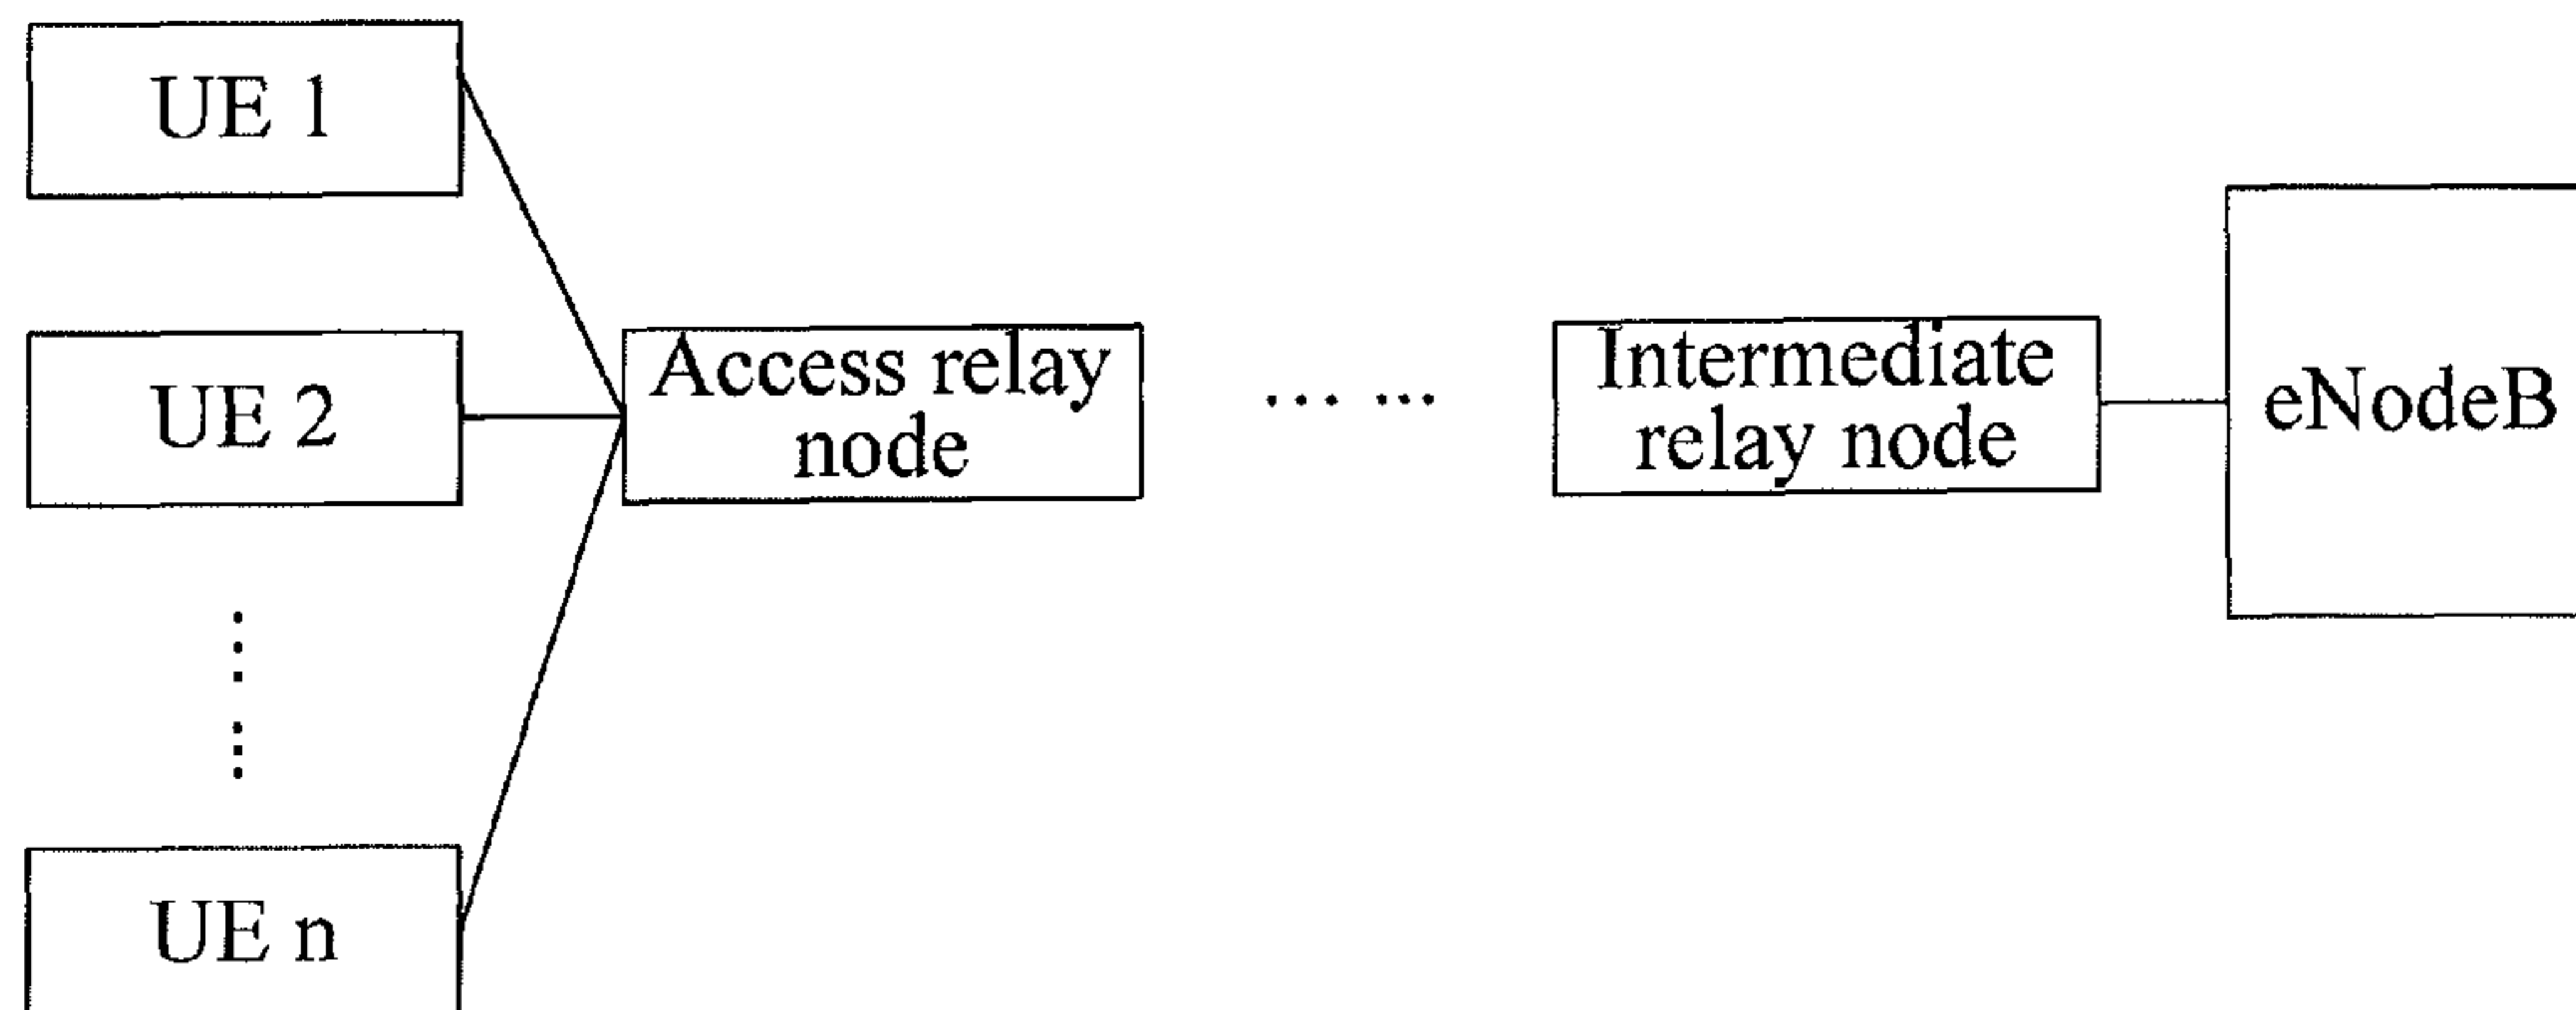 UE 1
UE 2
UE n
Access relay
node
Intermediate
relay node
eNodeB